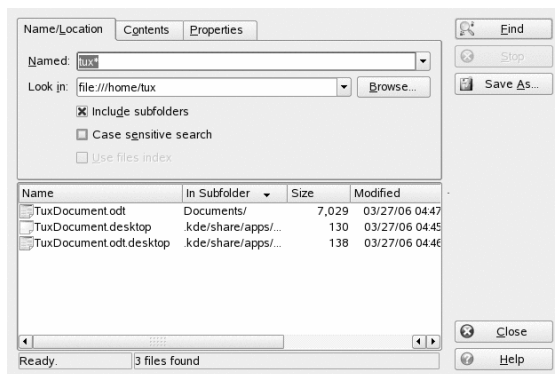 Name/Location Contents Properties
Named: tux*
Look in: file:///home/tux Browse...
Include subfolders
Case sensitive search
Use files index
Find
Stop
Save As...
Name In Subfolder Size Modified
TuxDocument.odt Documents/ 7,029 03/27/06 04:47
TuxDocument.desktop .kde/share/apps/... 130 03/27/06 04:45
TuxDocument.odt.desktop .kde/share/apps/... 138 03/27/06 04:46
Close
Ready. 3 files found
Help